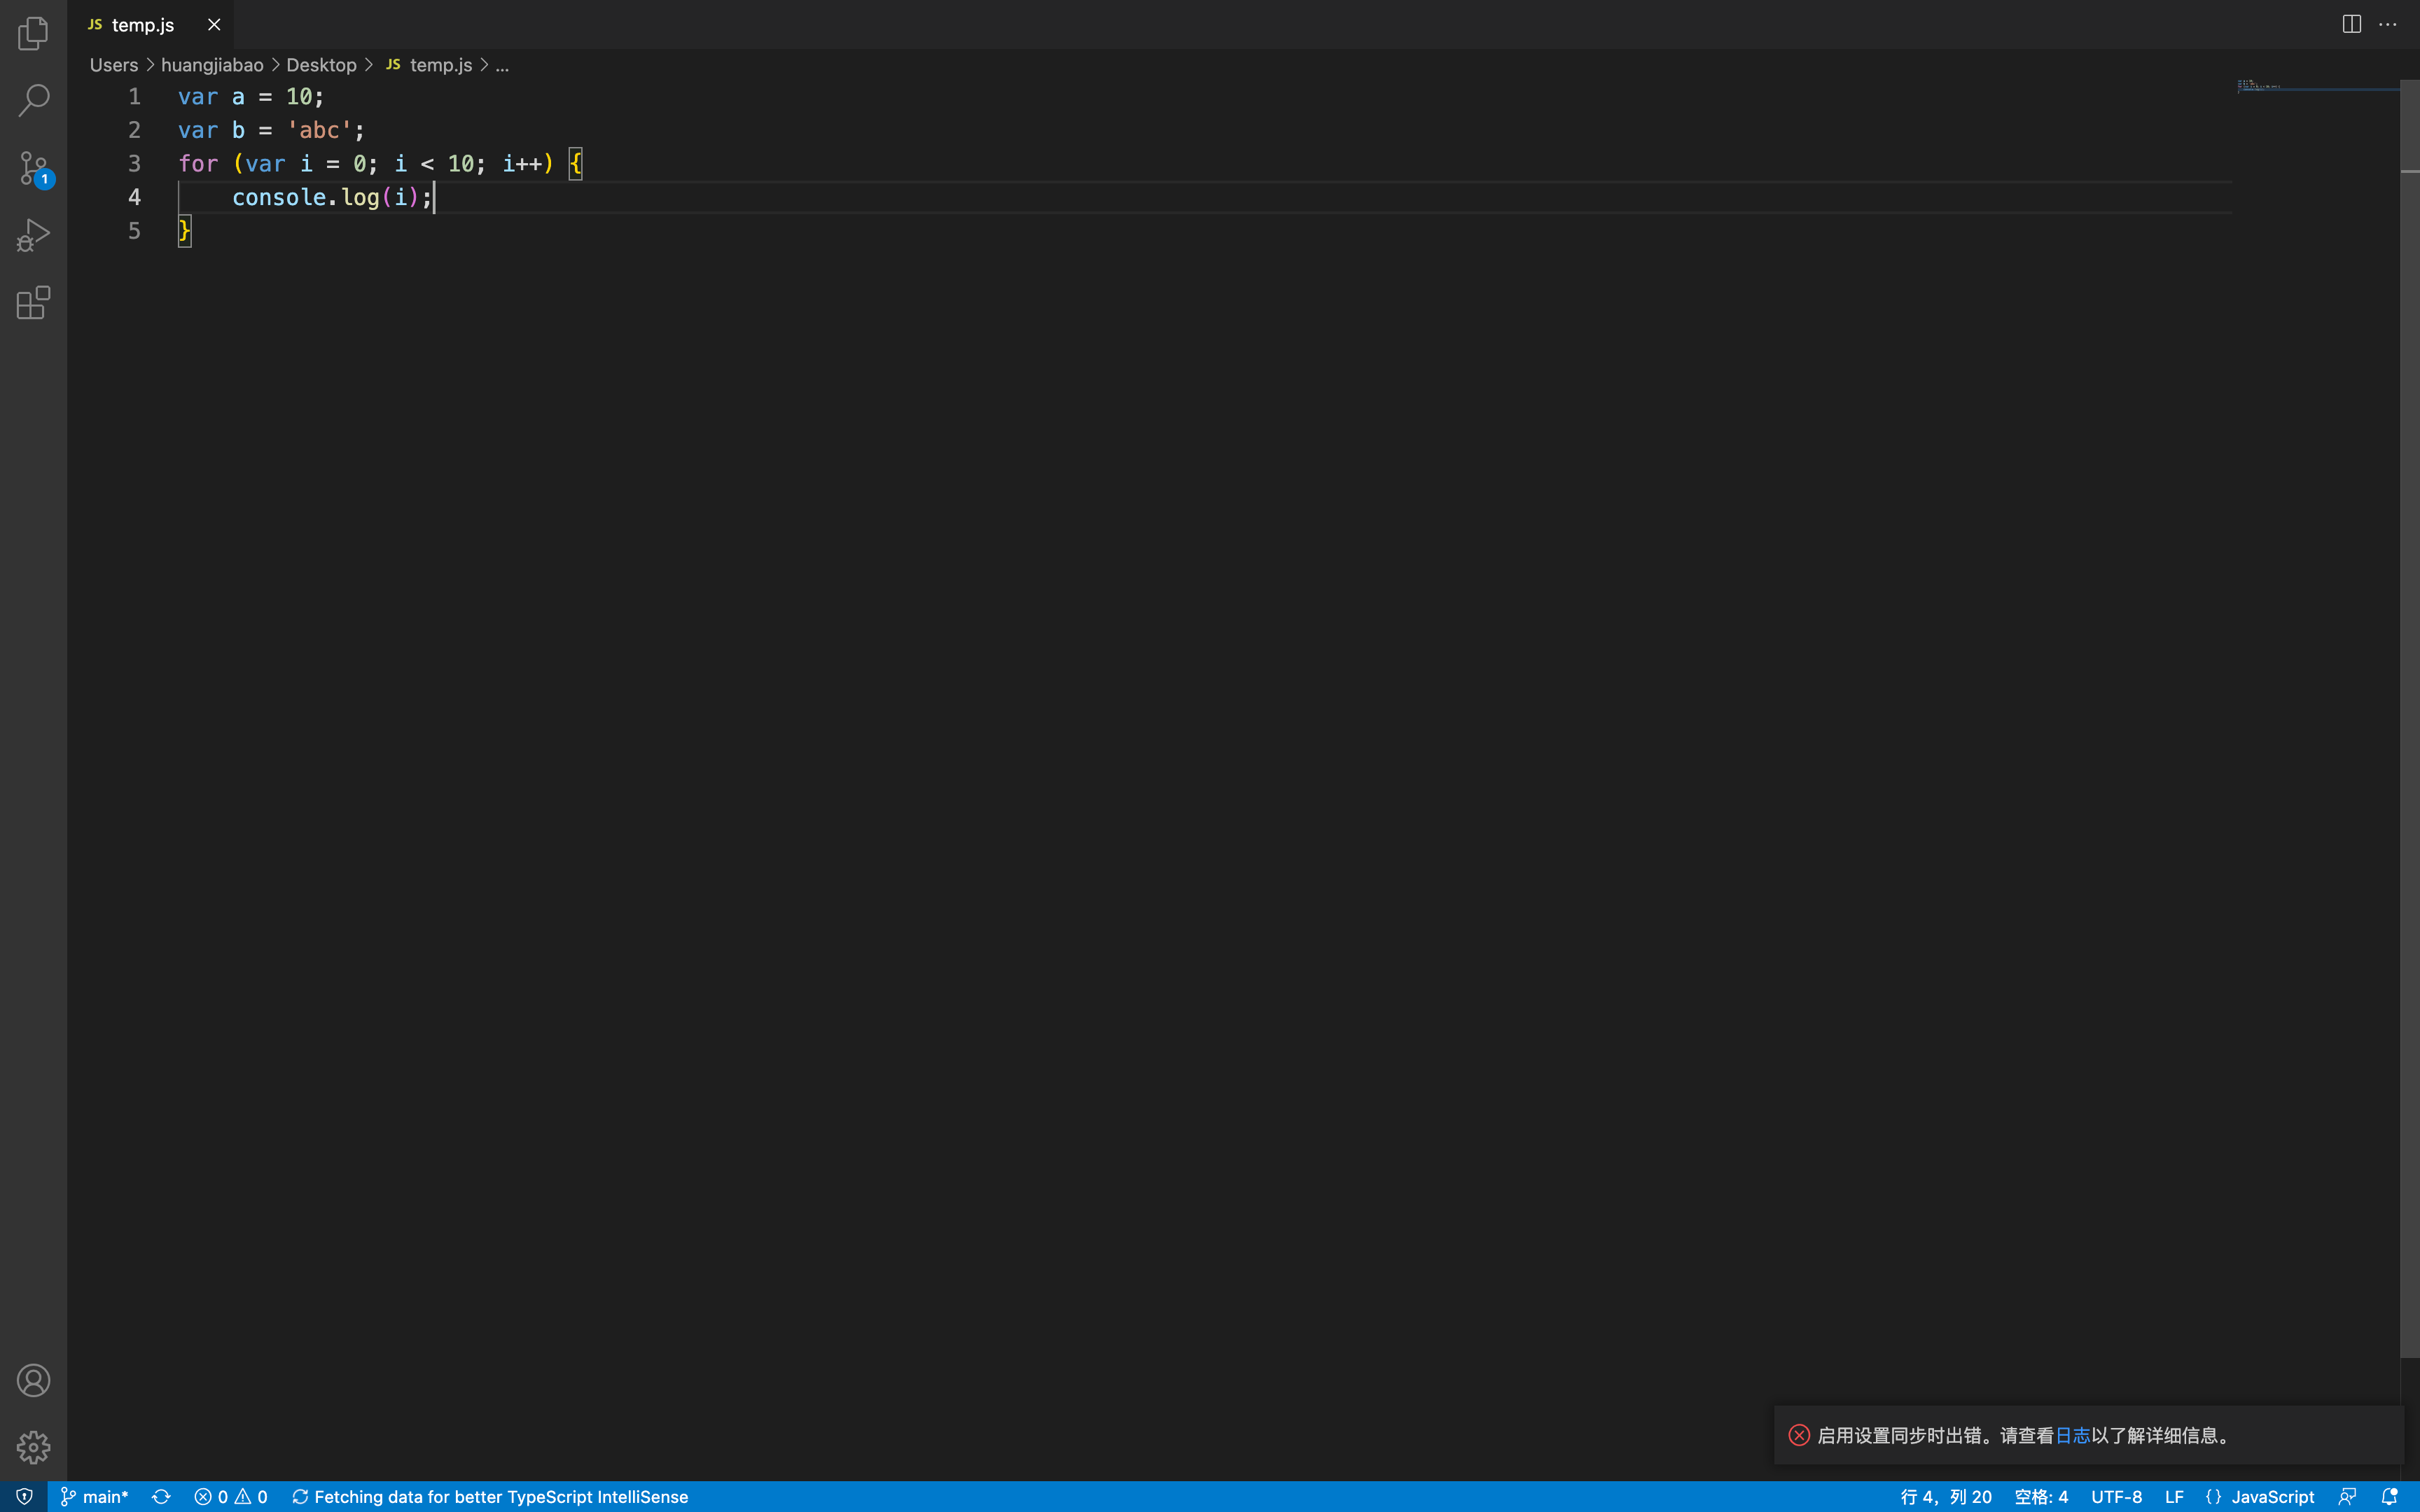 JS temp.js
Users > huangjiabao > Desktop > JS temp.js > ...
1 var a = 10;
2 var b = 'abc';
3 for (var i = 0; i < 10; i++) {
4     console.log(i);
5 }
1
启用设置同步时出错。请查看日志以了解详细信息。
main* 0 0 Fetching data for better TypeScript IntelliSense 行 4，列 20 空格: 4 UTF-8 LF {} JavaScript